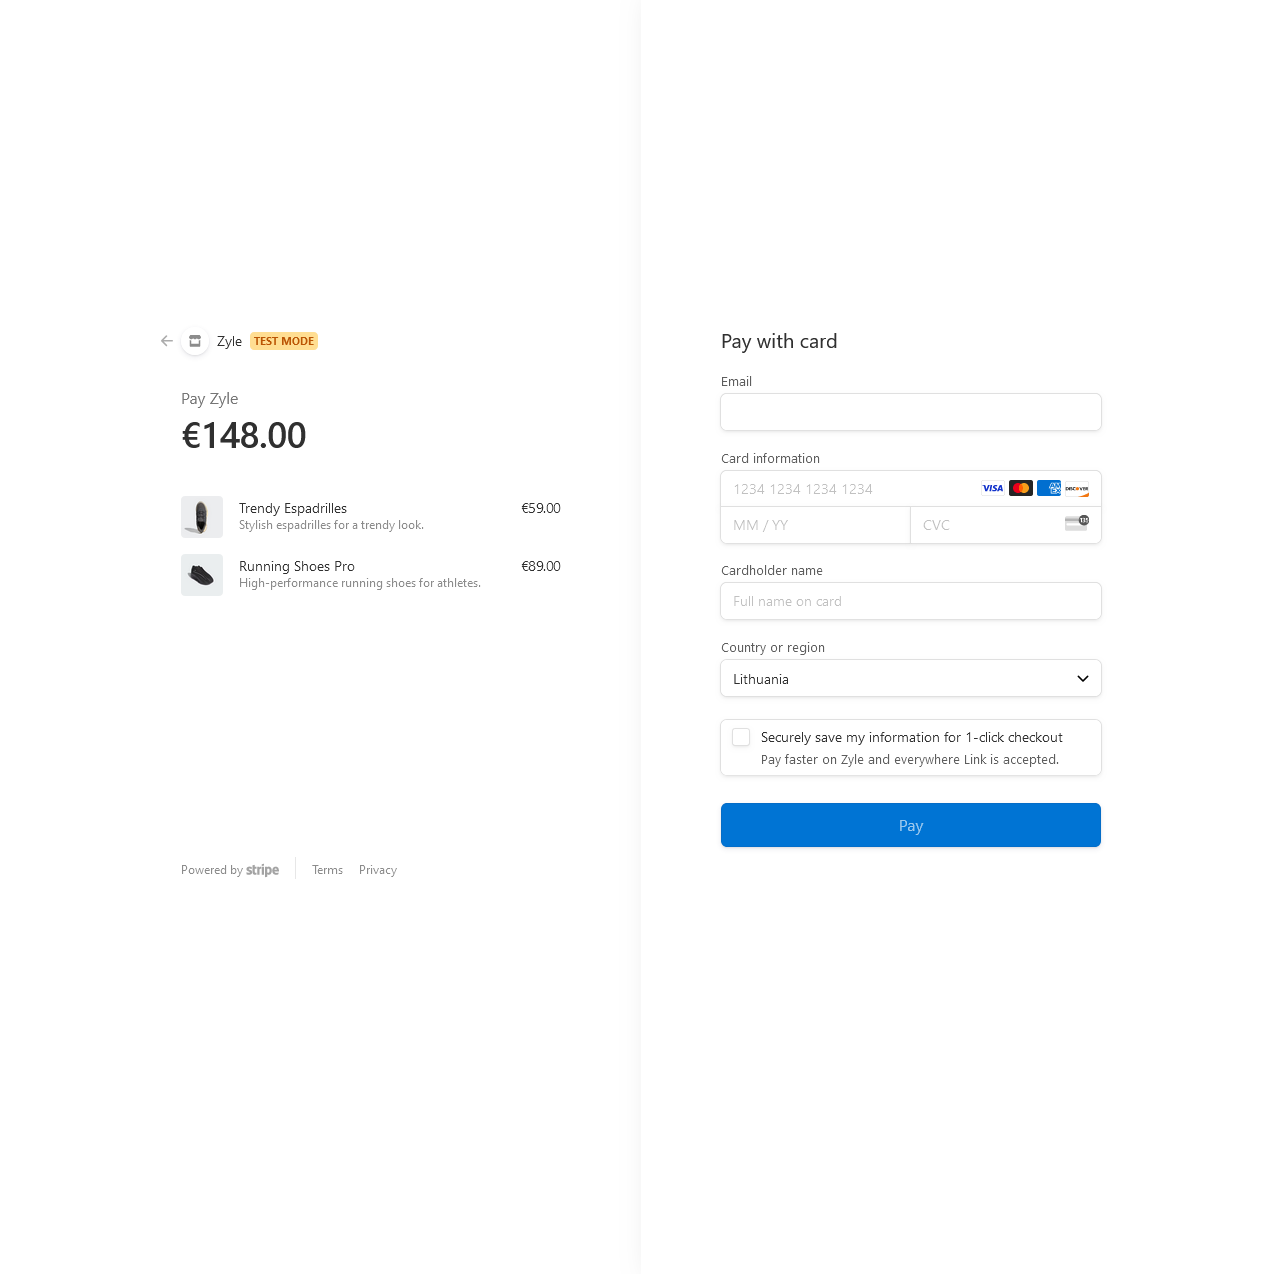 Zyle TEST MODE
Pay Zyle
€148.00
Trendy Espadrilles €59.00
Stylish espadrilles for a trendy look.
Running Shoes Pro €89.00
High-performance running shoes for athletes.
Powered by stripe Terms Privacy
Pay with card
Email
Card information
1234 1234 1234 1234 VISA AM EX DISCOVER
MM / YY CVC 135
Cardholder name
Full name on card
Country or region
Lithuania
Securely save my information for 1-click checkout
Pay faster on Zyle and everywhere Link is accepted.
Pay